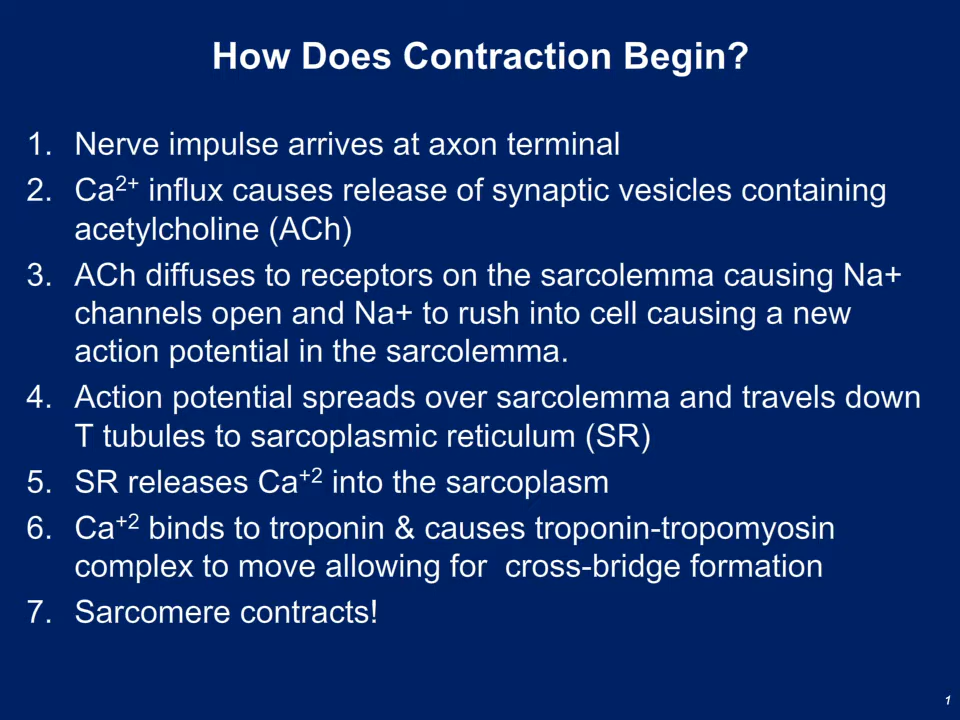 How Does Contraction Begin?
1. Nerve impulse arrives at axon terminal
2. Ca²⁺ influx causes release of synaptic vesicles containing
acetylcholine (ACh)
3. ACh diffuses to receptors on the sarcolemma causing Na+
channels open and Na+ to rush into cell causing a new
action potential in the sarcolemma.
4. Action potential spreads over sarcolemma and travels down
T tubules to sarcoplasmic reticulum (SR)
5. SR releases Ca⁺² into the sarcoplasm
6. Ca⁺² binds to troponin & causes troponin-tropomyosin
complex to move allowing for  cross-bridge formation
7. Sarcomere contracts!
1